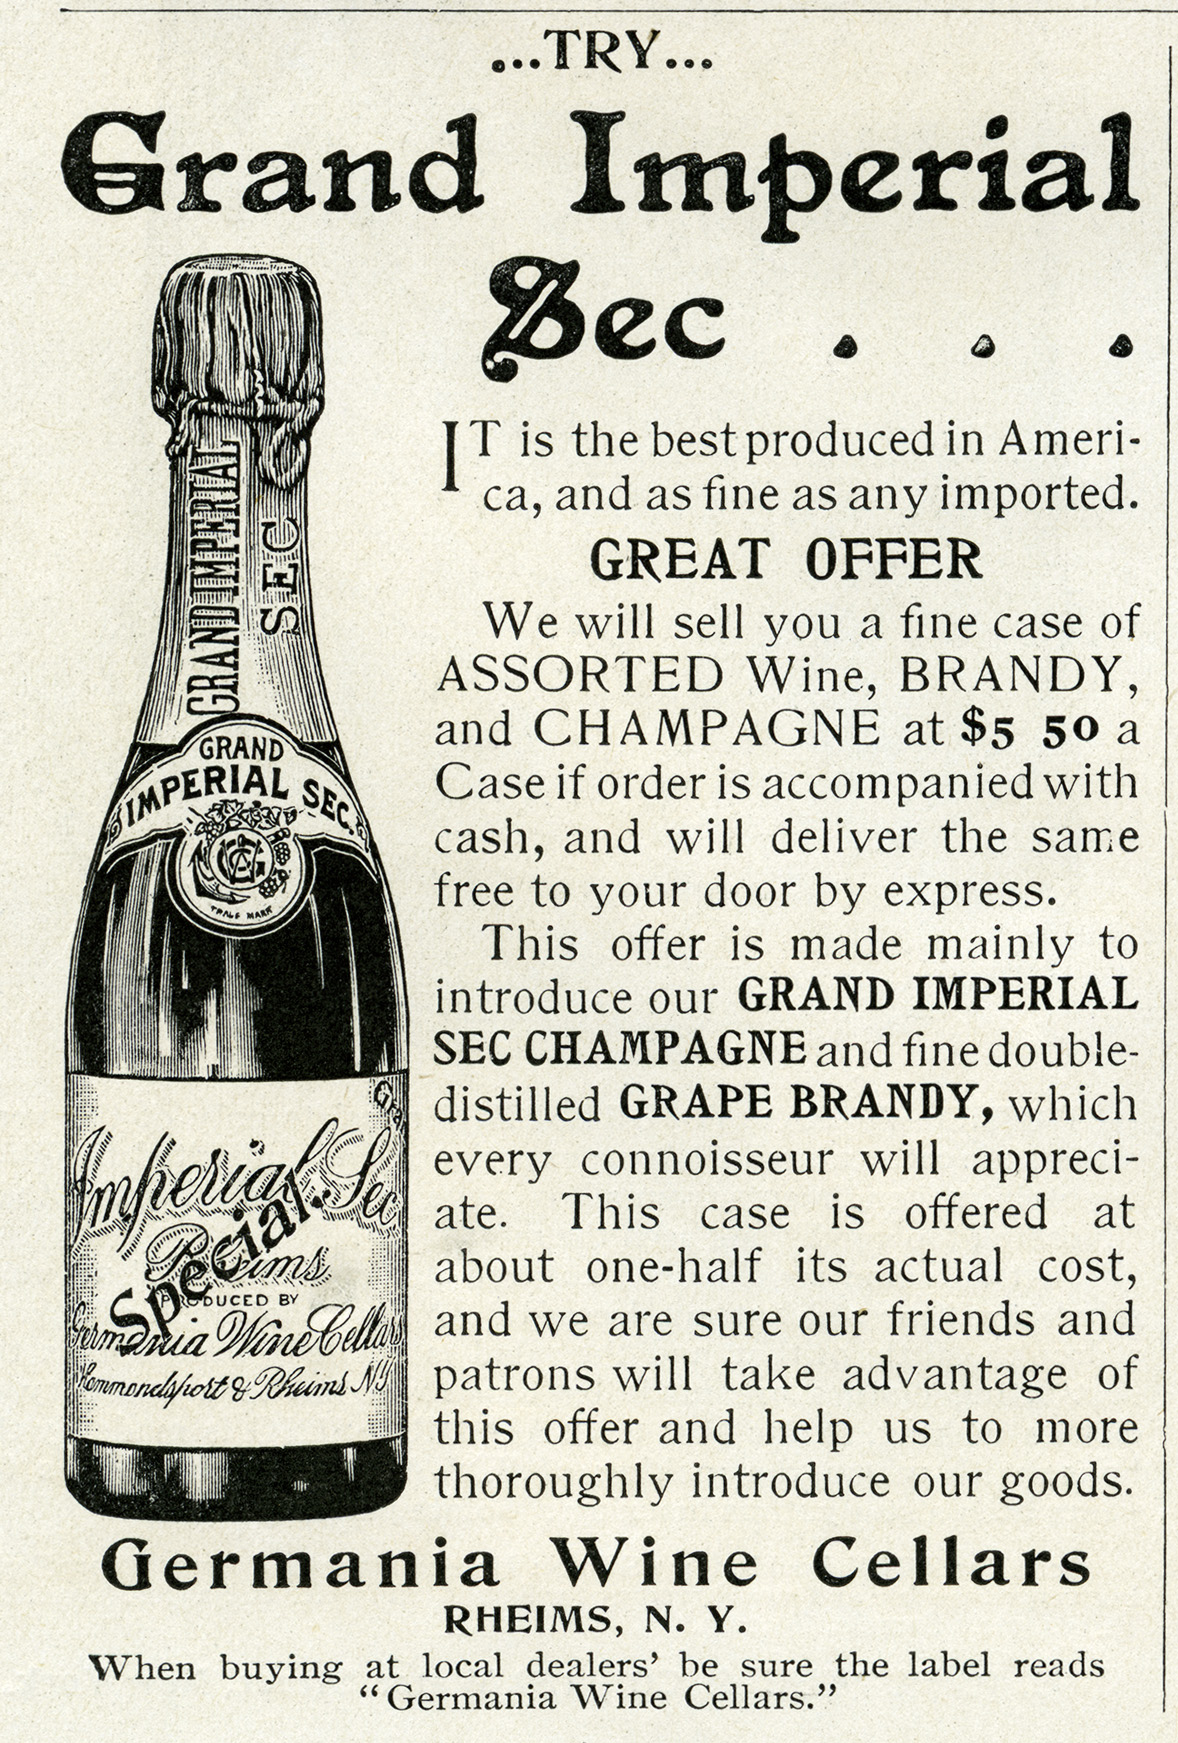 ...TRY...
Grand Imperial
Sec . . .
IT is the best produced in Ameri-
ca, and as fine as any imported.
GREAT OFFER
We will sell you a fine case of
ASSORTED Wine, BRANDY,
and CHAMPAGNE at $5 50 a
Case if order is accompanied with
cash, and will deliver the same
free to your door by express.
This offer is made mainly to
introduce our GRAND IMPERIAL
SEC CHAMPAGNE and fine double-
distilled GRAPE BRANDY, which
every connoisseur will appreci-
ate. This case is offered at
about one-half its actual cost,
and we are sure our friends and
patrons will take advantage of
this offer and help us to more
thoroughly introduce our goods.
GRAND IMPERIAL
SEC
GRAND
IMPERIAL SEC.
TRADE MARK
Imperial Sec
Special.
Rheims
PRODUCED BY
Germania Wine Cellars
Hammondsport & Rheims NY
Germania Wine Cellars
RHEIMS, N. Y.
When buying at local dealers' be sure the label reads
"Germania Wine Cellars."